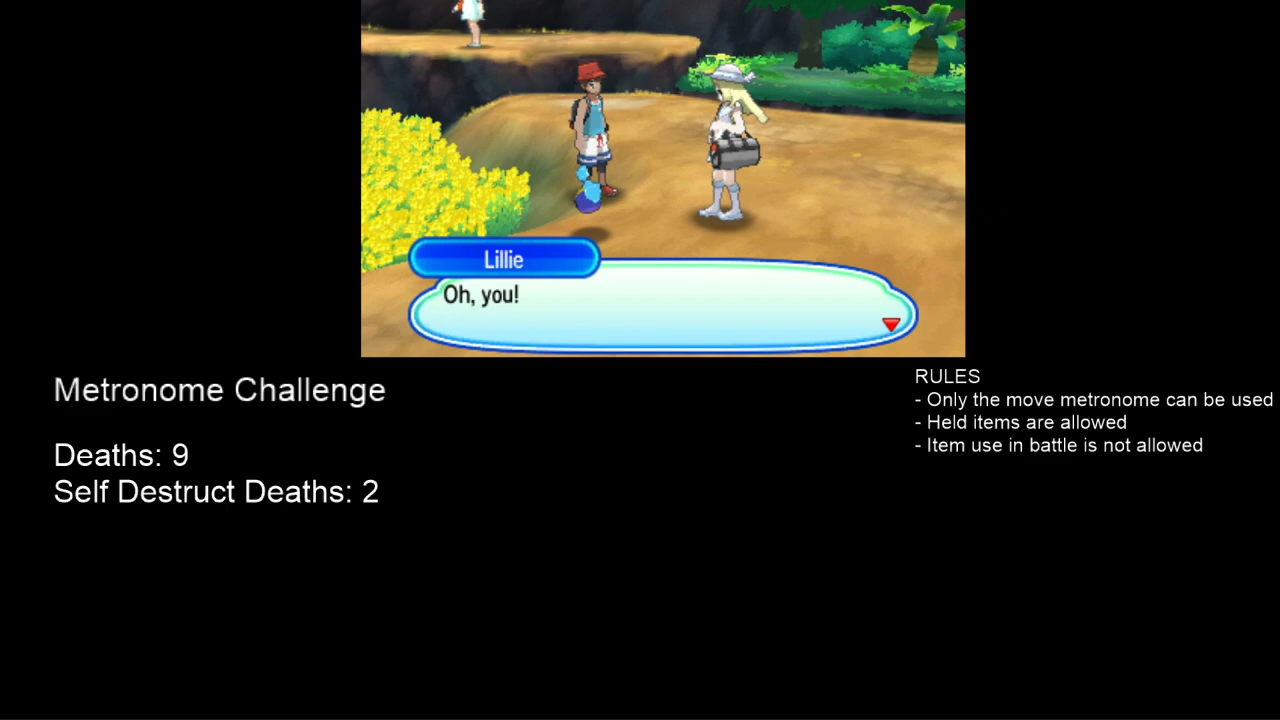 Lillie
Oh, you!
Metronome Challenge
Deaths: 9
Self Destruct Deaths: 2
RULES
- Only the move metronome can be used
- Held items are allowed
- Item use in battle is not allowed